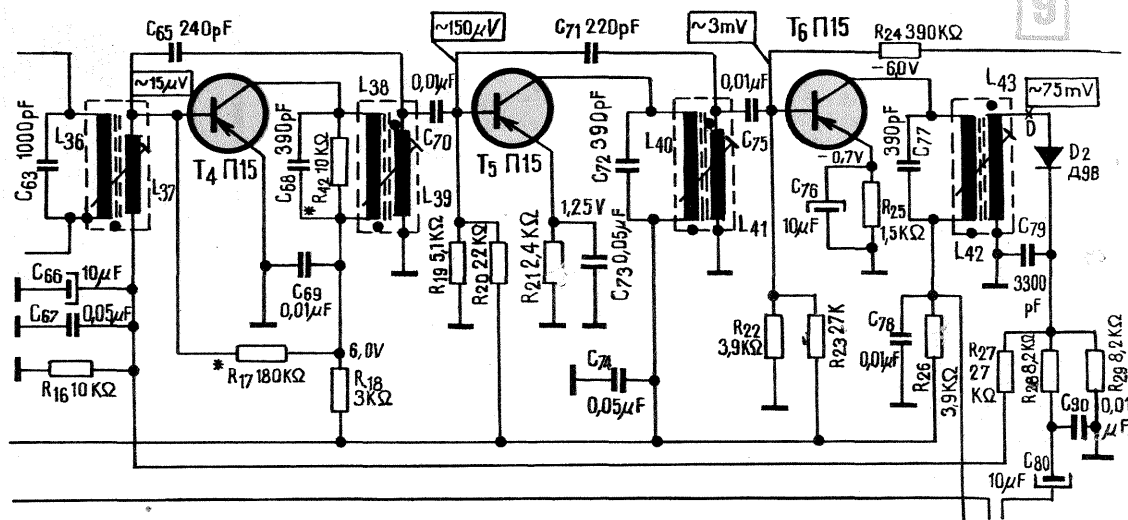 C65 240pF
~150µV
C71 220pF
~3mV
T6 П15
R24 390KΩ
9
-6,0V
~15µV
L38
0,01µF
0,01µF
L43
~75mV
1000pF
L36
390pF
R42 10KΩ
C70
390pF
L40
C75
390pF
C77
D
C63
L37
T4 П15
C68
*
L39
T5 П15
C72
L41
-0,7V
C76
10µF
R25
1,5KΩ
L42
D2
Д9В
C79
3300
pF
C66 10µF
C67 0,05µF
C69
0,01µF
R19 5,1KΩ
R20 22KΩ
R21 2,4KΩ
1,25V
C73 0,05µF
R16 10KΩ
* R17 180KΩ
6,0V
R18
3KΩ
C74
0,05µF
R22
3,9KΩ
R23 27K
C78
0,01µF
R26
3,9KΩ
R27
27
KΩ
R28 8,2KΩ
R29 8,2KΩ
C90
0,01
µF
C80
10µF